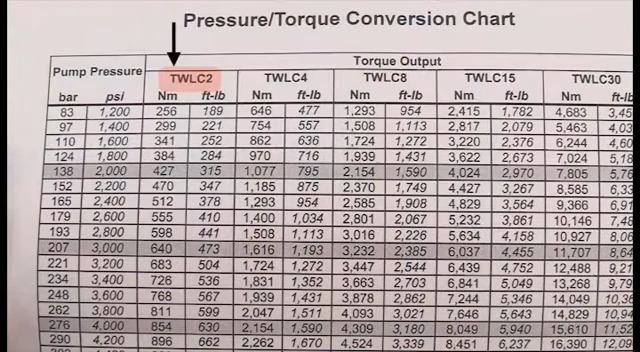 Pressure/Torque Conversion Chart
Torque Output
Pump Pressure TWLC2 TWLC4 TWLC8 TWLC15 TWLC30
bar psi Nm ft-lb Nm ft-lb Nm ft-lb Nm ft-lb Nm
83 1,200 256 189 646 477 1,293 954 2,415 1,782 4,683
97 1,400 299 221 754 557 1,508 1,113 2,817 2,079 5,463
110 1,600 341 252 862 636 1,724 1,272 3,220 2,376 6,244
124 1,800 384 284 970 716 1,939 1,431 3,622 2,673 7,024
138 2,000 427 315 1,077 795 2,154 1,590 4,024 2,970 7,805
152 2,200 470 347 1,185 875 2,370 1,749 4,427 3,267 8,585
165 2,400 512 378 1,293 954 2,585 1,908 4,829 3,564 9,366
179 2,600 555 410 1,400 1,034 2,801 2,067 5,232 3,861 10,146
193 2,800 598 441 1,508 1,113 3,016 2,226 5,634 4,158 10,927
207 3,000 640 473 1,616 1,193 3,232 2,385 6,037 4,455 11,707
221 3,200 683 504 1,724 1,272 3,447 2,544 6,439 4,752 12,488
234 3,400 726 536 1,831 1,352 3,663 2,703 6,841 5,049 13,268
248 3,600 768 567 1,939 1,431 3,878 2,862 7,244 5,346 14,049
262 3,800 811 599 2,047 1,511 4,093 3,021 7,646 5,643 14,829
276 4,000 854 630 2,154 1,590 4,309 3,180 8,049 5,940 15,610
290 4,200 896 662 2,262 1,670 4,524 3,339 8,451 6,237 16,390